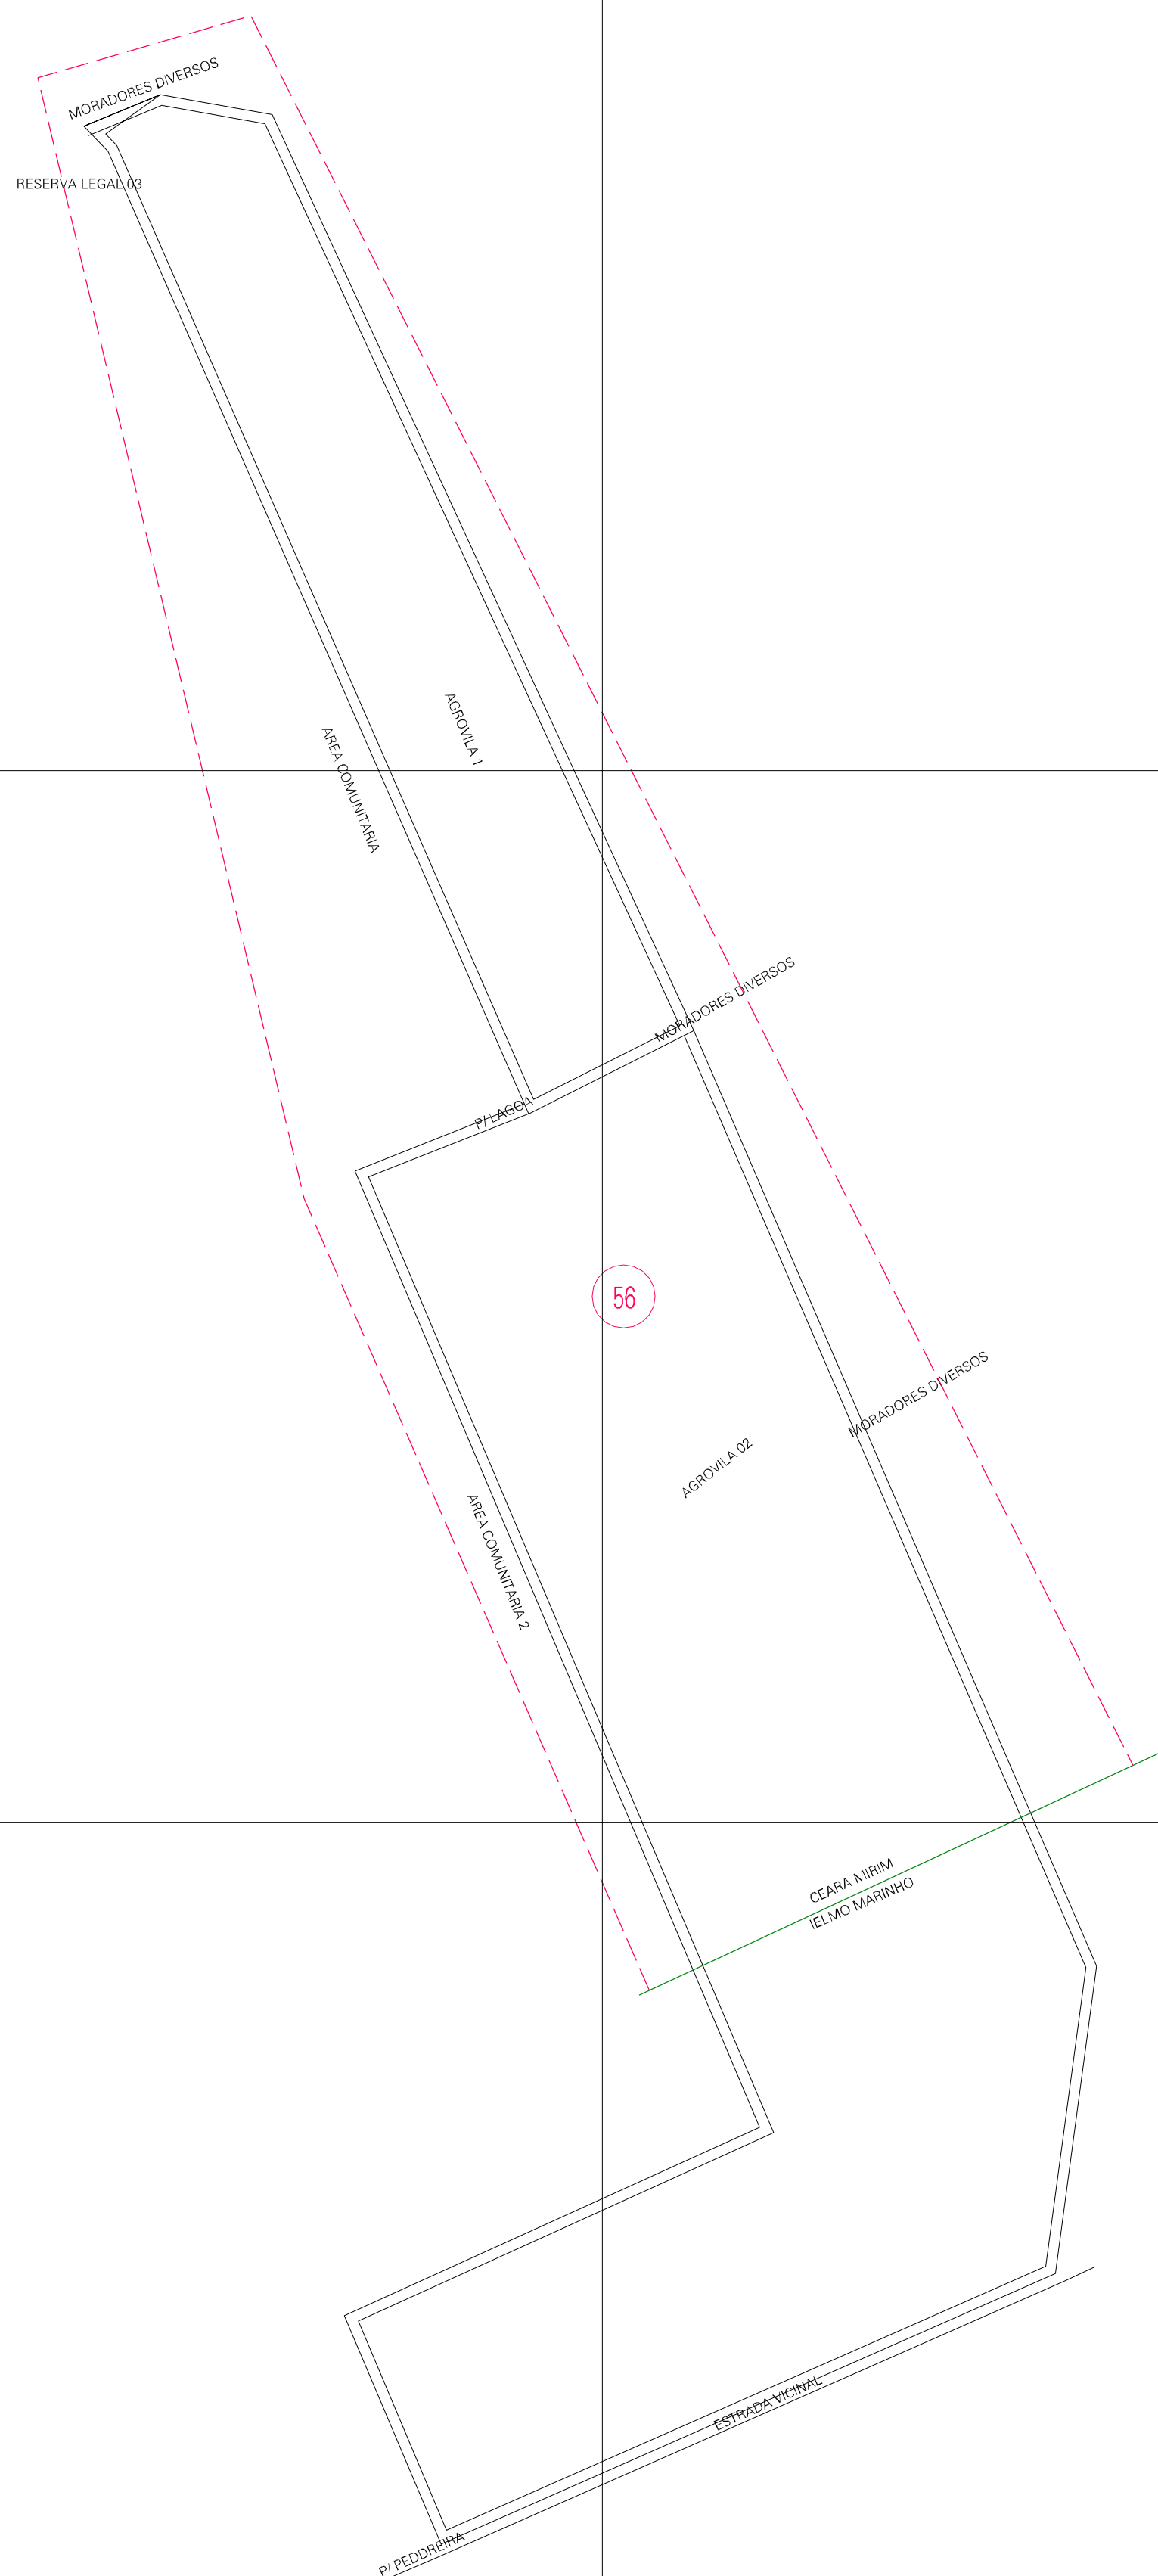 MORADORES DIVERSOS
RESERVA LEGAL 03
AGROVILA 1
AREA COMUNITARIA
MORADORES DIVERSOS
P/ LAGOA
56
MORADORES DIVERSOS
AGROVILA 02
AREA COMUNITARIA 2
CEARA MIRIM
IELMO MARINHO
ESTRADA VICINAL
P/ PEDDREIRA